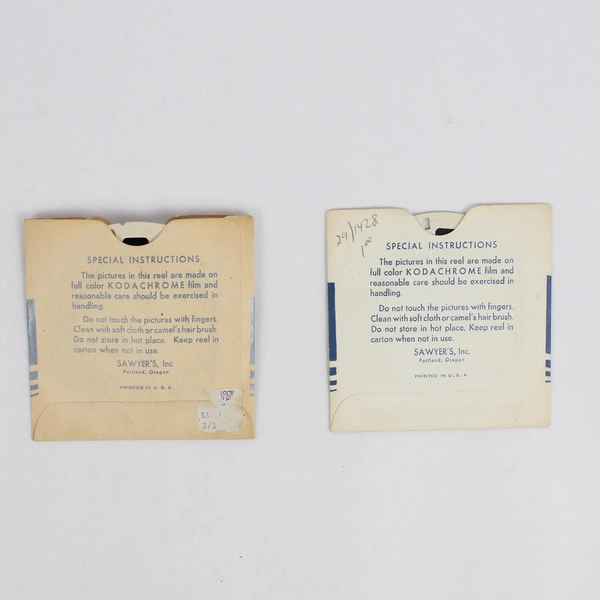 SPECIAL INSTRUCTIONS
The pictures in this reel are made on
full color KODACHROME film and
reasonable care should be exercised in
handling.
Do not touch the pictures with fingers.
Clean with soft cloth or camel's hair brush.
Do not store in hot place. Keep reel in
carton when not in use.
SAWYER'S, Inc.
Portland, Oregon
PRINTED IN U. S. A.
2/1
29/1428
1.00
SPECIAL INSTRUCTIONS
The pictures in this reel are made on
full color KODACHROME film and
reasonable care should be exercised in
handling.
Do not touch the pictures with fingers.
Clean with soft cloth or camel's hair brush.
Do not store in hot place. Keep reel in
carton when not in use.
SAWYER'S, Inc.
Portland, Oregon
PRINTED IN U. S. A.